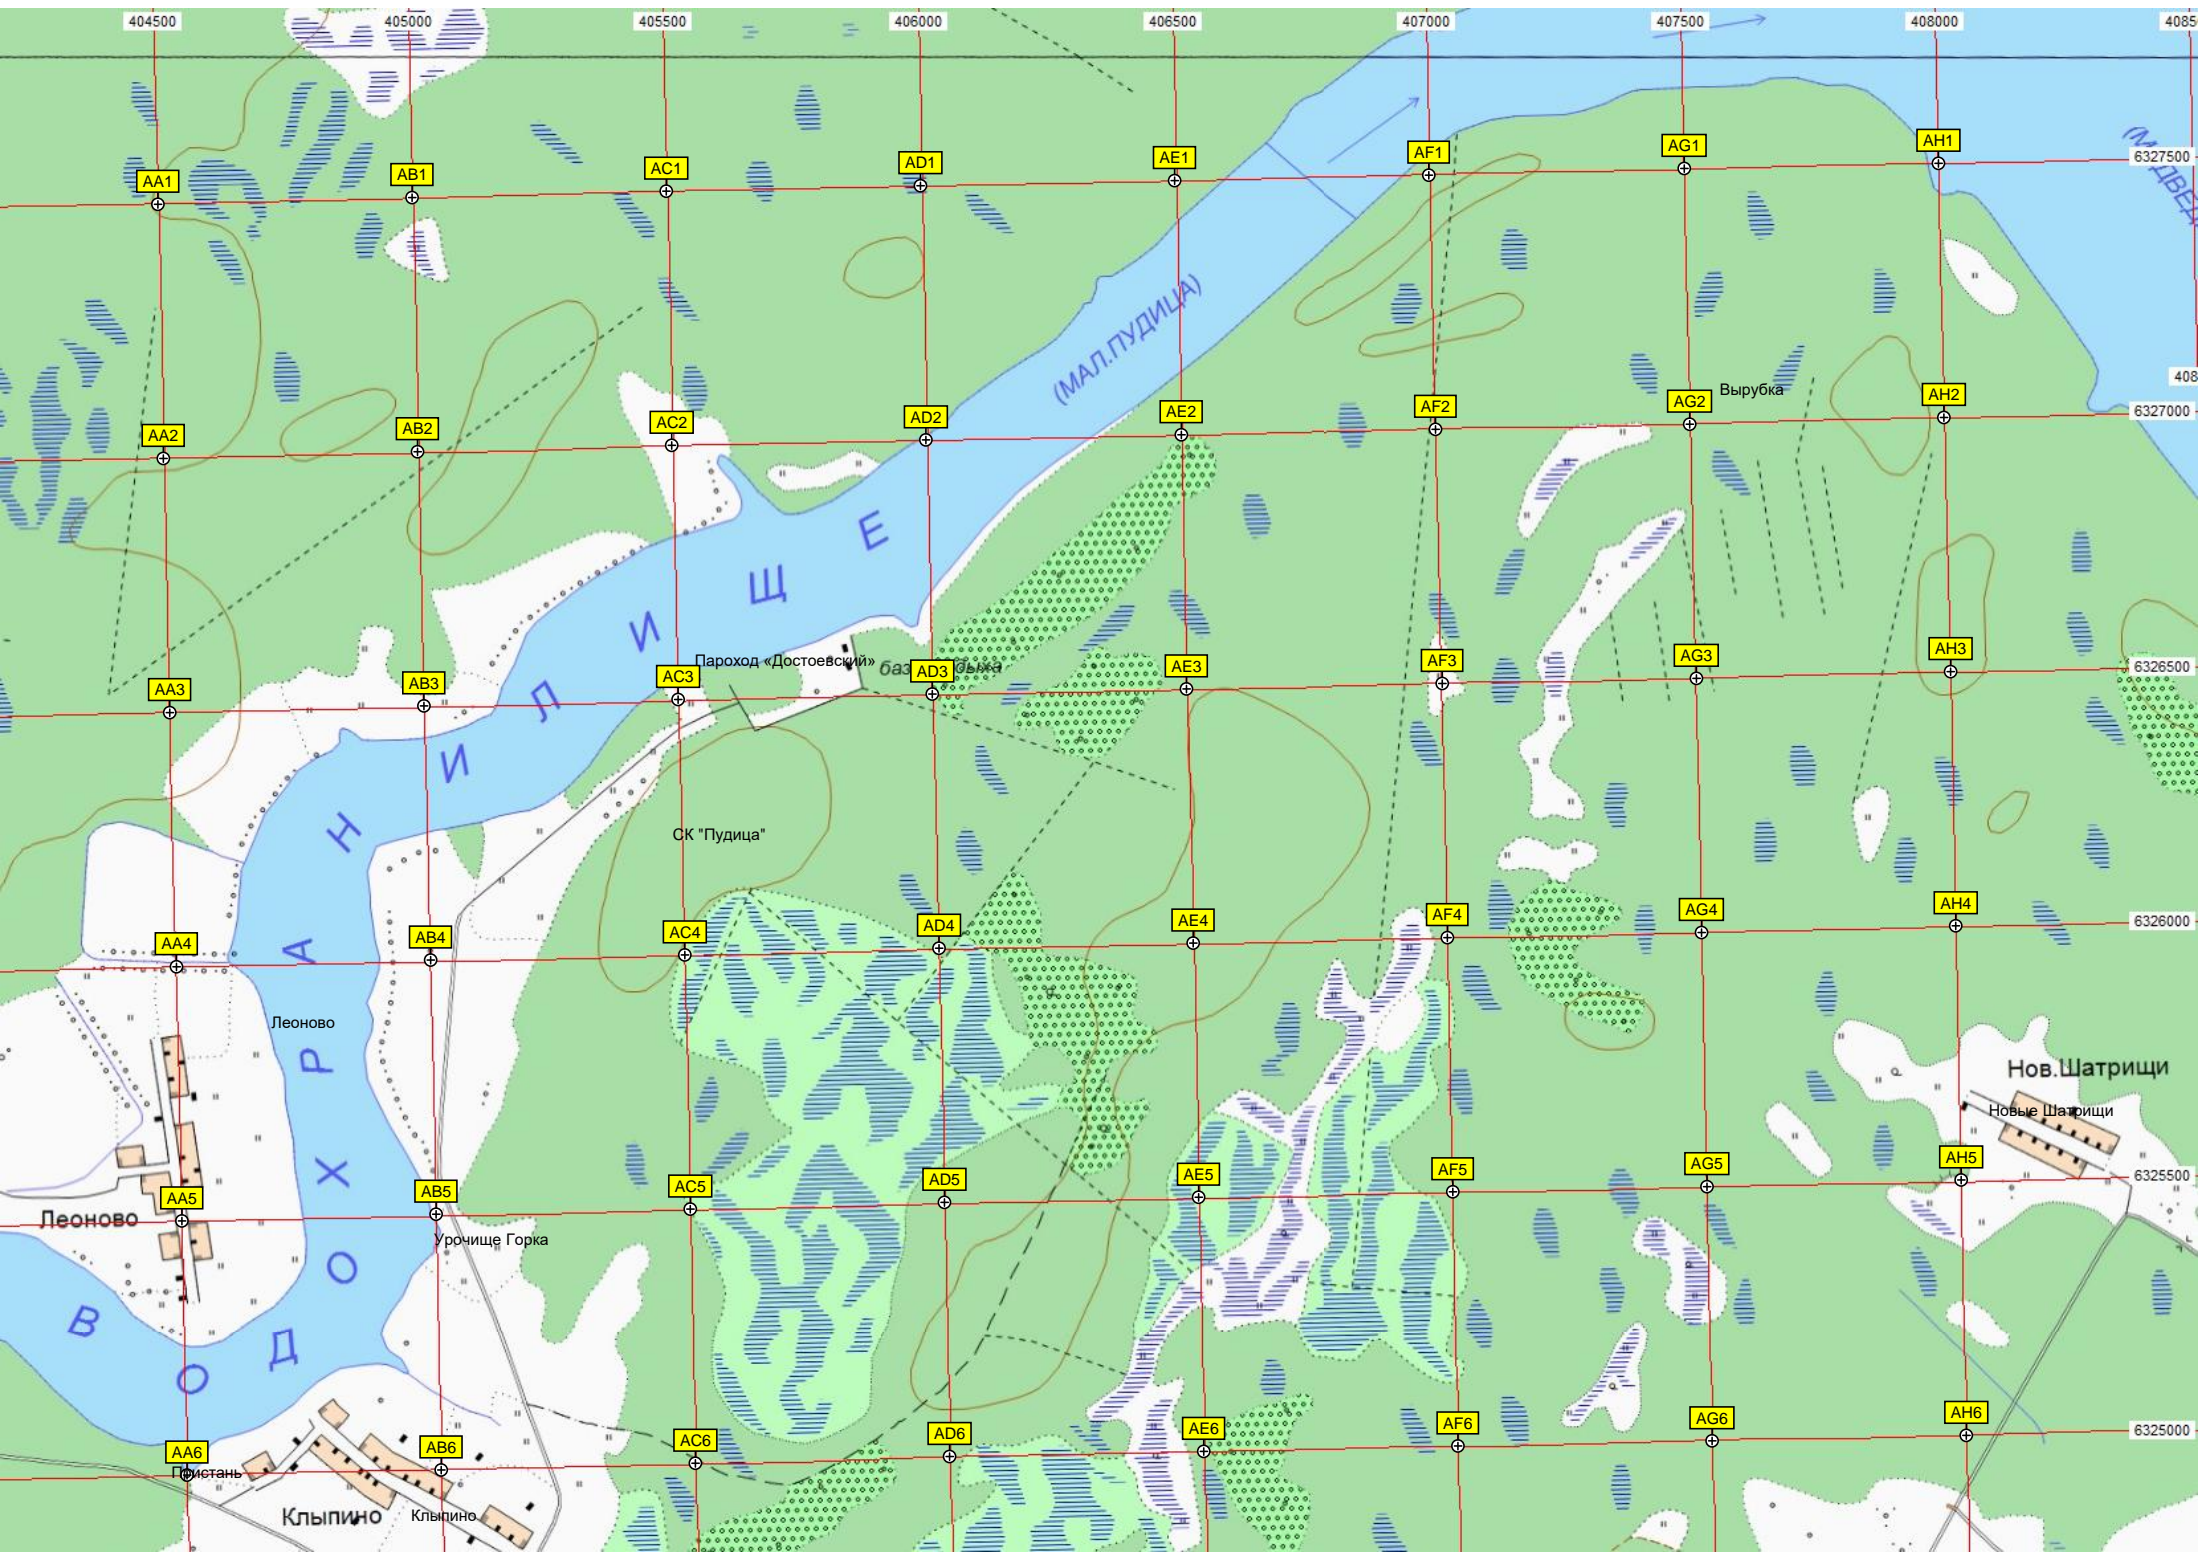 404500 405000 405500 406000 406500 407000 407500 408000 4085
AA1 AB1 AC1 AD1 AE1 AF1 AG1 AH1 6327500
(МЕДВЕД
(МАЛ.ПУДИЦА)
408
Вырубка
AA2 AB2 AC2 AD2 AE2 AF2 AG2 AH2 6327000
Пароход «Достоевский»
AA3 AB3 AC3 AD3 AE3 AF3 AG3 AH3 6326500
СК "Пудица"
AA4 AB4 AC4 AD4 AE4 AF4 AG4 AH4 6326000
Леоново
Нов.Шатрищи
Новые Шатрищи
AA5 AB5 AC5 AD5 AE5 AF5 AG5 AH5 6325500
Леоново
Урочище Горка
ВОДОХРАНИЛИЩЕ
AA6 AB6 AC6 AD6 AE6 AF6 AG6 AH6 6325000
Пристань
Клыпино
Клыпино